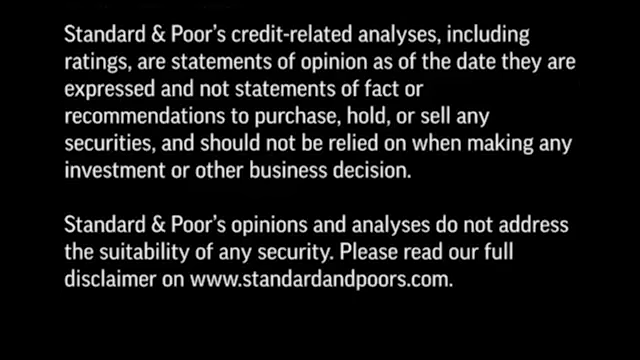 Standard & Poor's credit-related analyses, including
ratings, are statements of opinion as of the date they are
expressed and not statements of fact or
recommendations to purchase, hold, or sell any
securities, and should not be relied on when making any
investment or other business decision.
Standard & Poor's opinions and analyses do not address
the suitability of any security. Please read our full
disclaimer on www.standardandpoors.com.